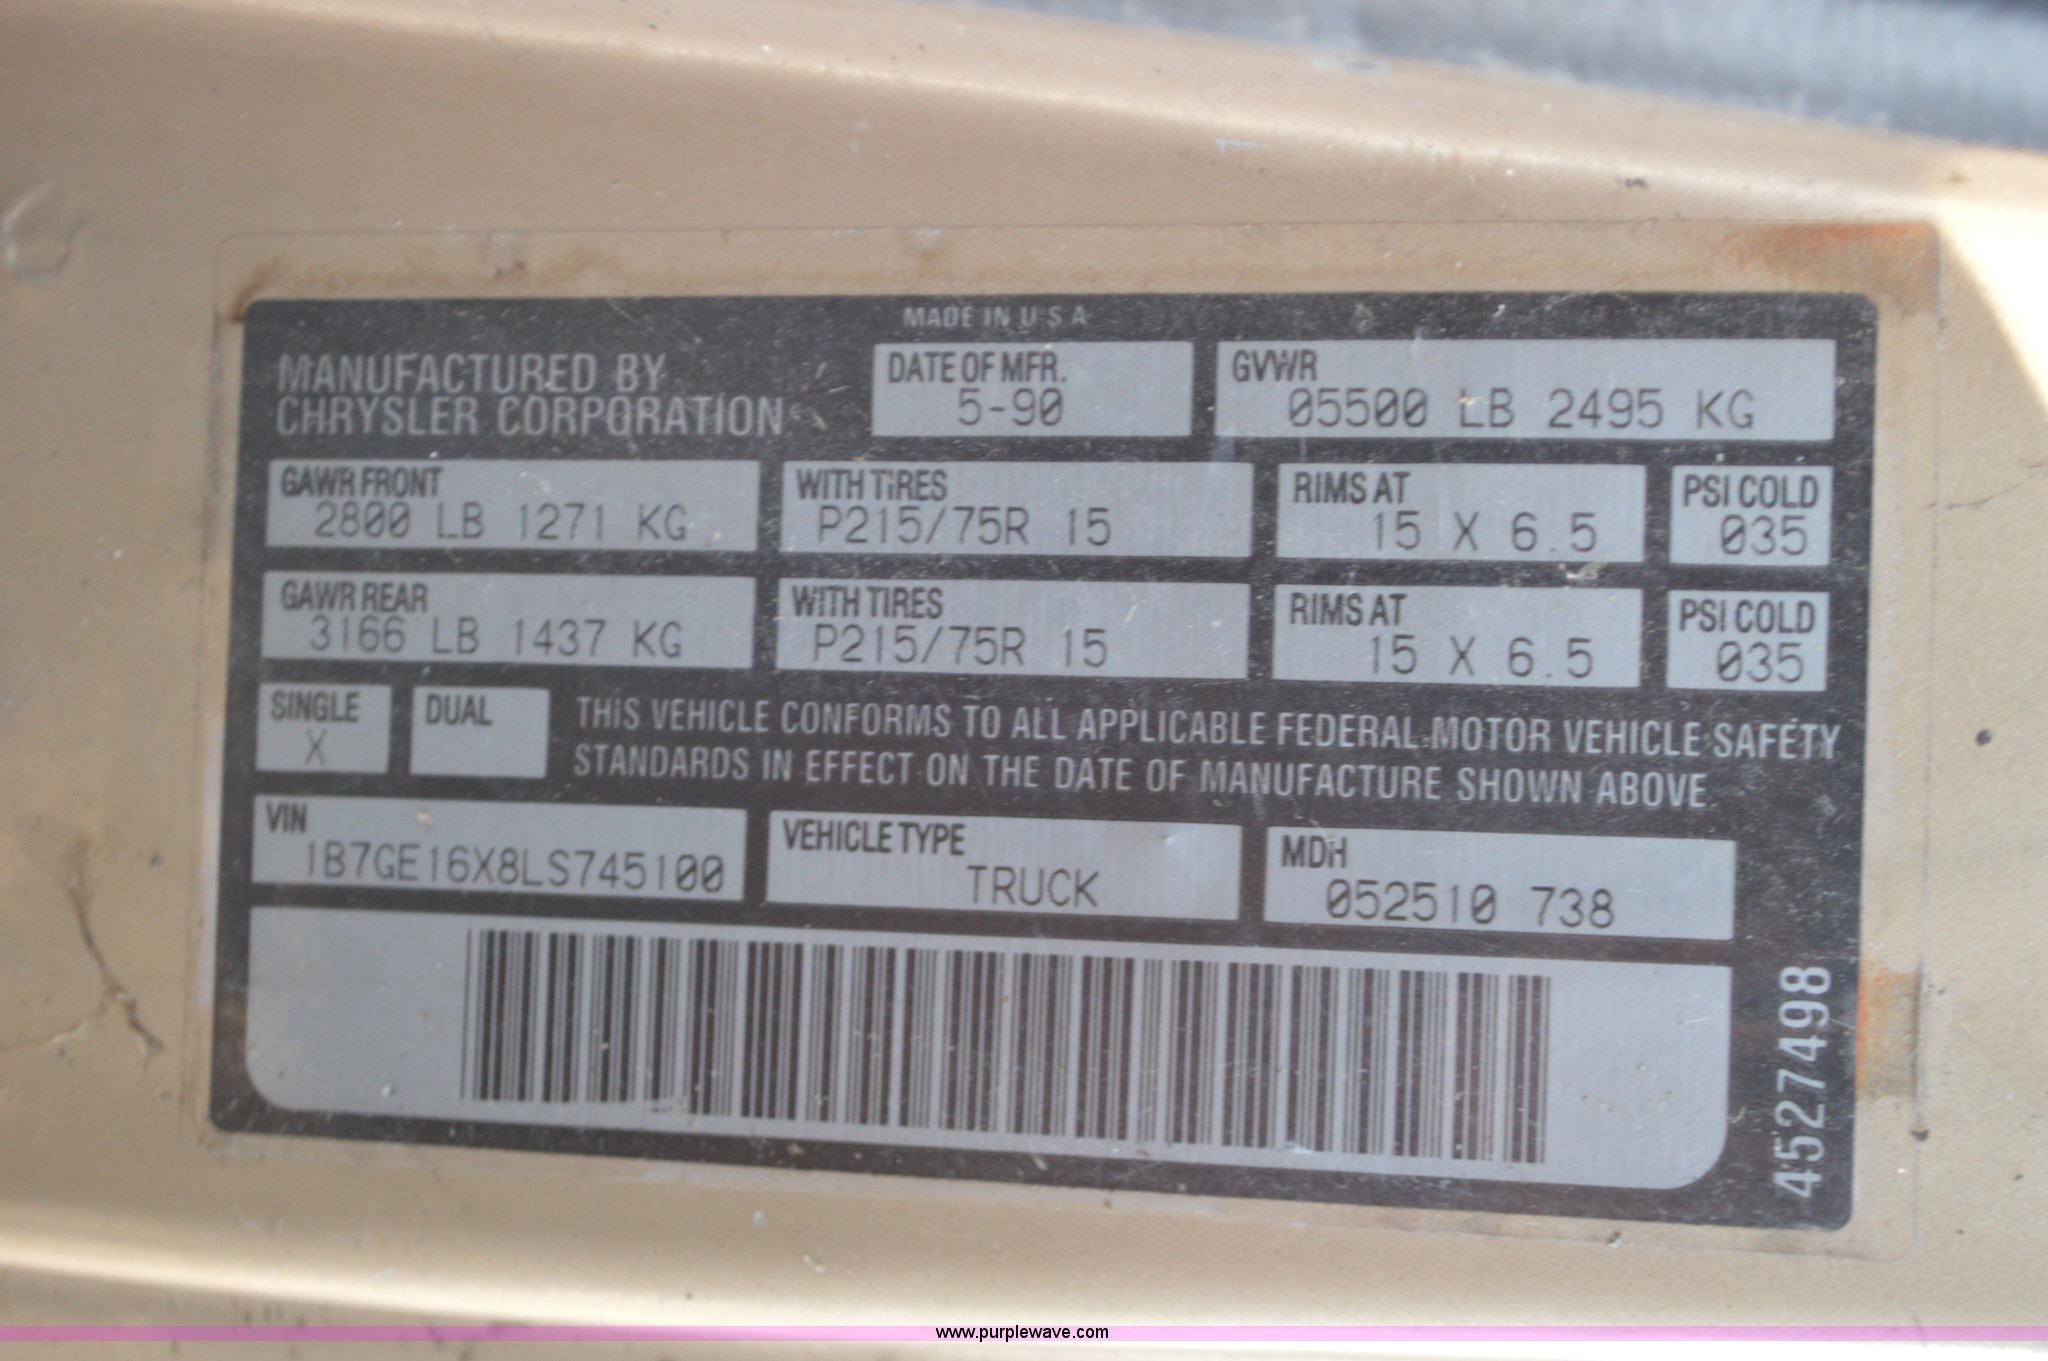 MADE IN U S A
MANUFACTURED BY
CHRYSLER CORPORATION
DATE OF MFR.
5-90
GVWR
05500 LB 2495 KG
GAWR FRONT
2800 LB 1271 KG
WITH TIRES
P215/75R 15
RIMS AT
15 X 6.5
PSI COLD
035
GAWR REAR
3166 LB 1437 KG
WITH TIRES
P215/75R 15
RIMS AT
15 X 6.5
PSI COLD
035
SINGLE
X
DUAL
THIS VEHICLE CONFORMS TO ALL APPLICABLE FEDERAL MOTOR VEHICLE SAFETY
STANDARDS IN EFFECT ON THE DATE OF MANUFACTURE SHOWN ABOVE.
VIN
1B7GE16X8LS745100
VEHICLE TYPE
TRUCK
MDH
052510 738
4527498
www.purplewave.com